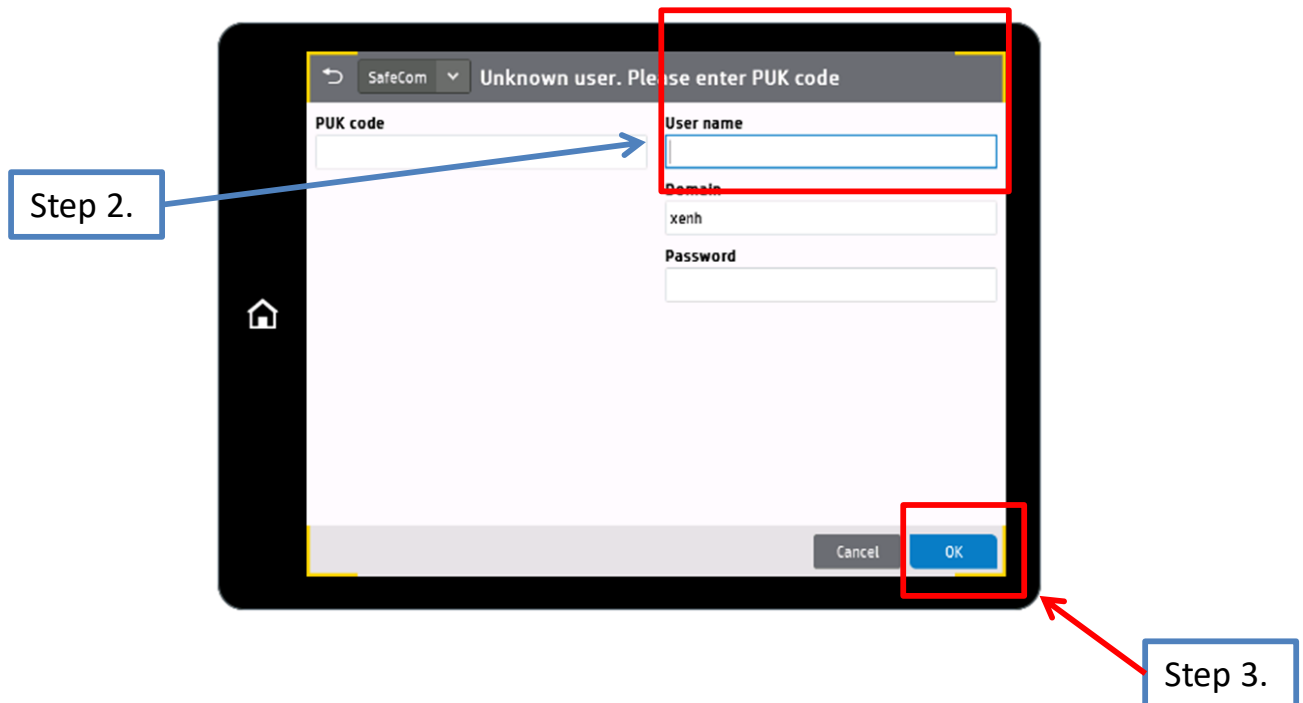 SafeCom
Unknown user. Please enter PUK code
PUK code
User name
Step 2.
Domain
xenh
Password
Cancel
OK
Step 3.